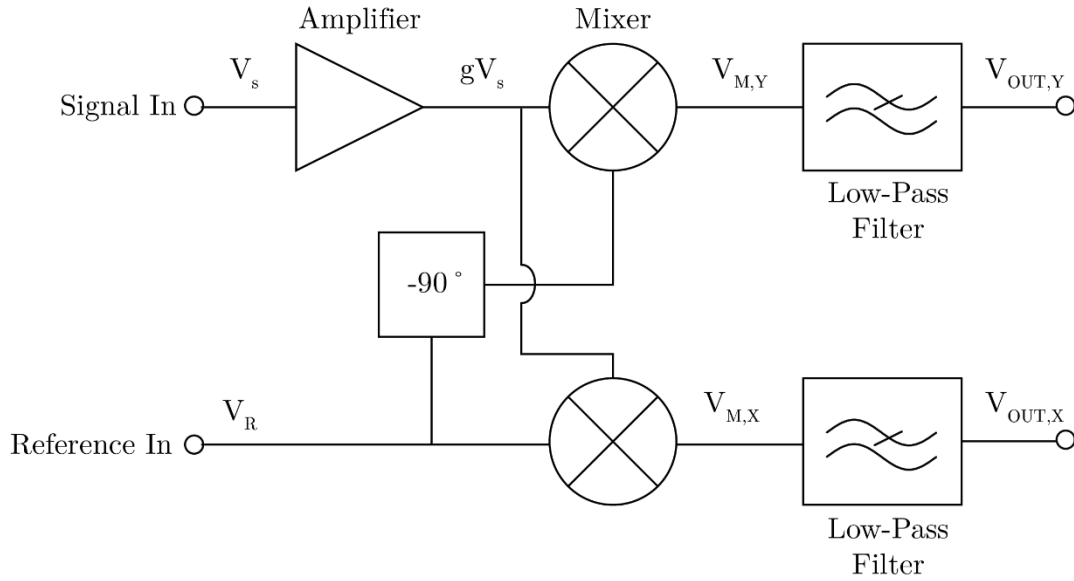 Amplifier
Mixer
V_s
gV_s
V_M,Y
V_OUT,Y
Signal In
Low-Pass
Filter
-90°
V_R
V_M,X
V_OUT,X
Reference In
Low-Pass
Filter